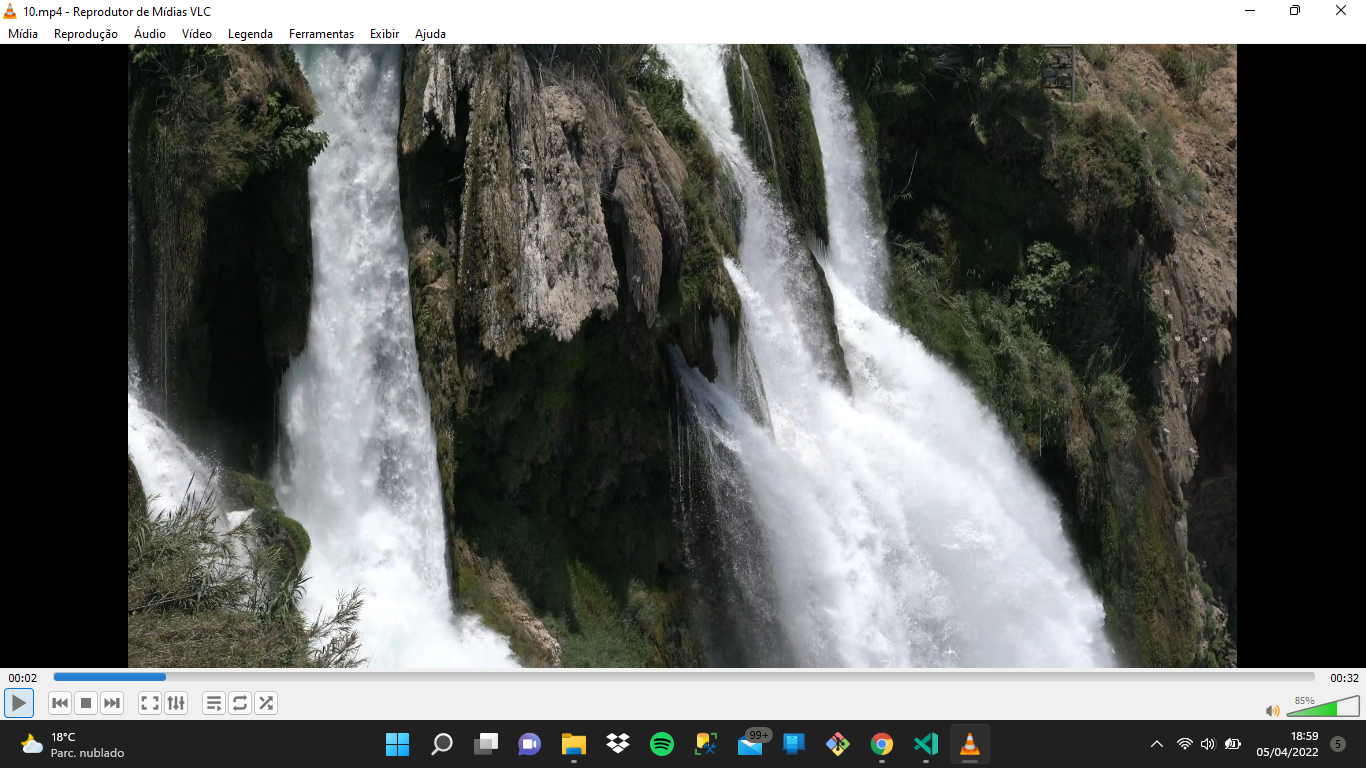 10.mp4 - Reprodutor de Mídias VLC
Mídia Reprodução Áudio Vídeo Legenda Ferramentas Exibir Ajuda
00:02 00:32
85%
18°C
Parc. nublado
99+
18:59
05/04/2022
5